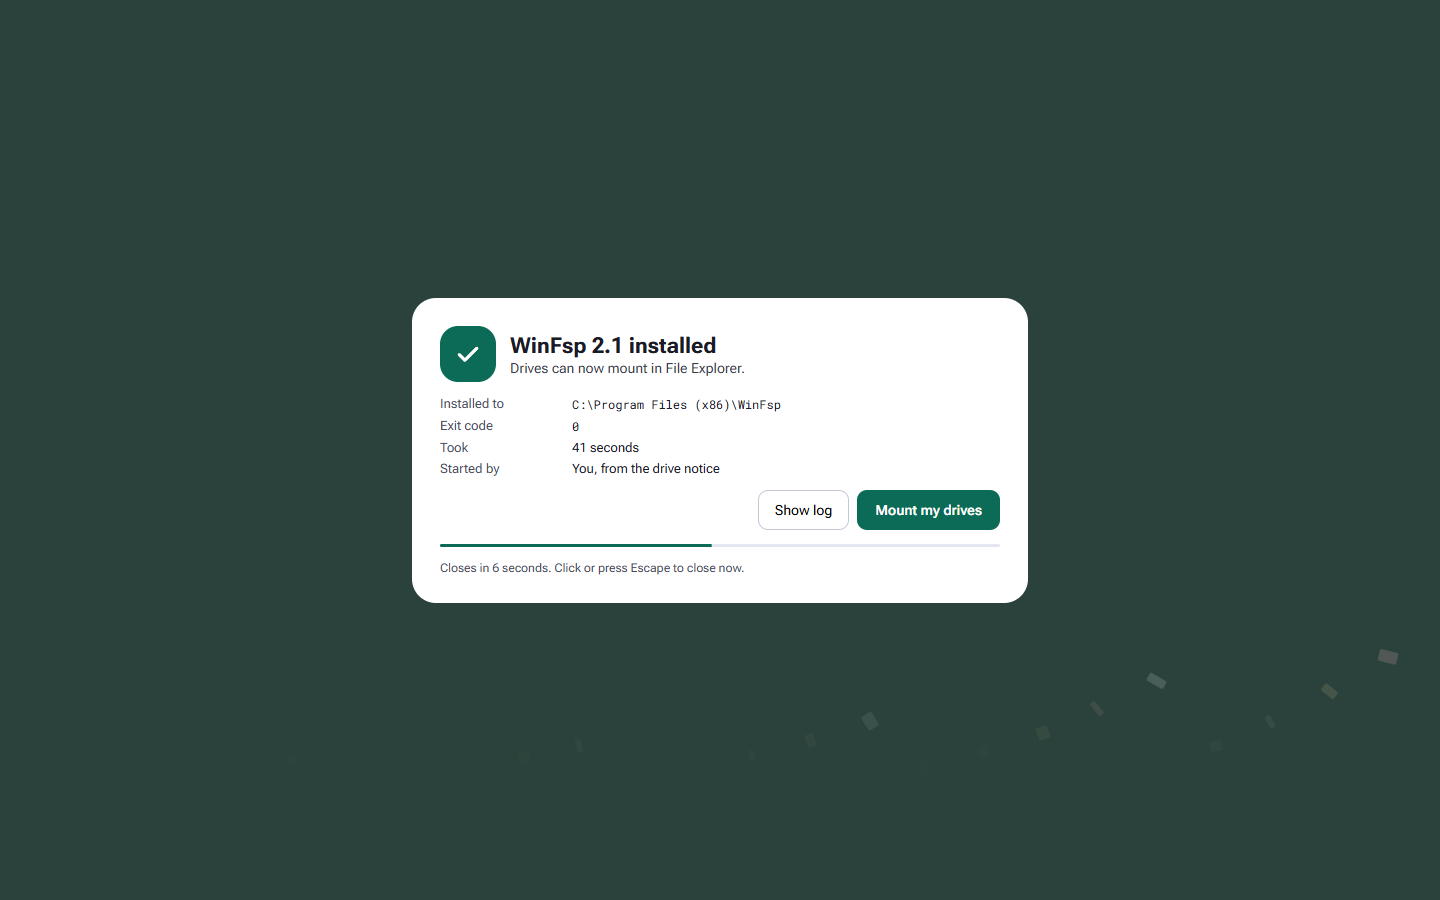 WinFsp 2.1 installed
Drives can now mount in File Explorer.
Installed to C:\Program Files (x86)\WinFsp
Exit code 0
Took 41 seconds
Started by You, from the drive notice
Show log Mount my drives
Closes in 6 seconds. Click or press Escape to close now.